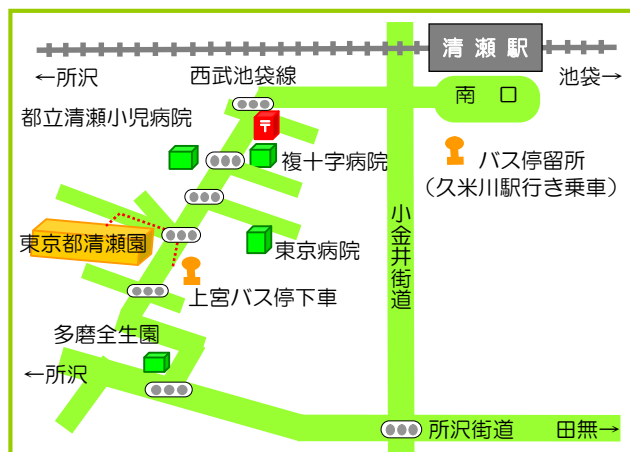 清瀬駅
←所沢
西武池袋線
池袋→
南 口
都立清瀬小児病院
〒
複十字病院
バス停留所
(久米川駅行き乗車)
小金井街道
東京都清瀬園
東京病院
上宮バス停下車
多磨全生園
←所沢
所沢街道
田無→